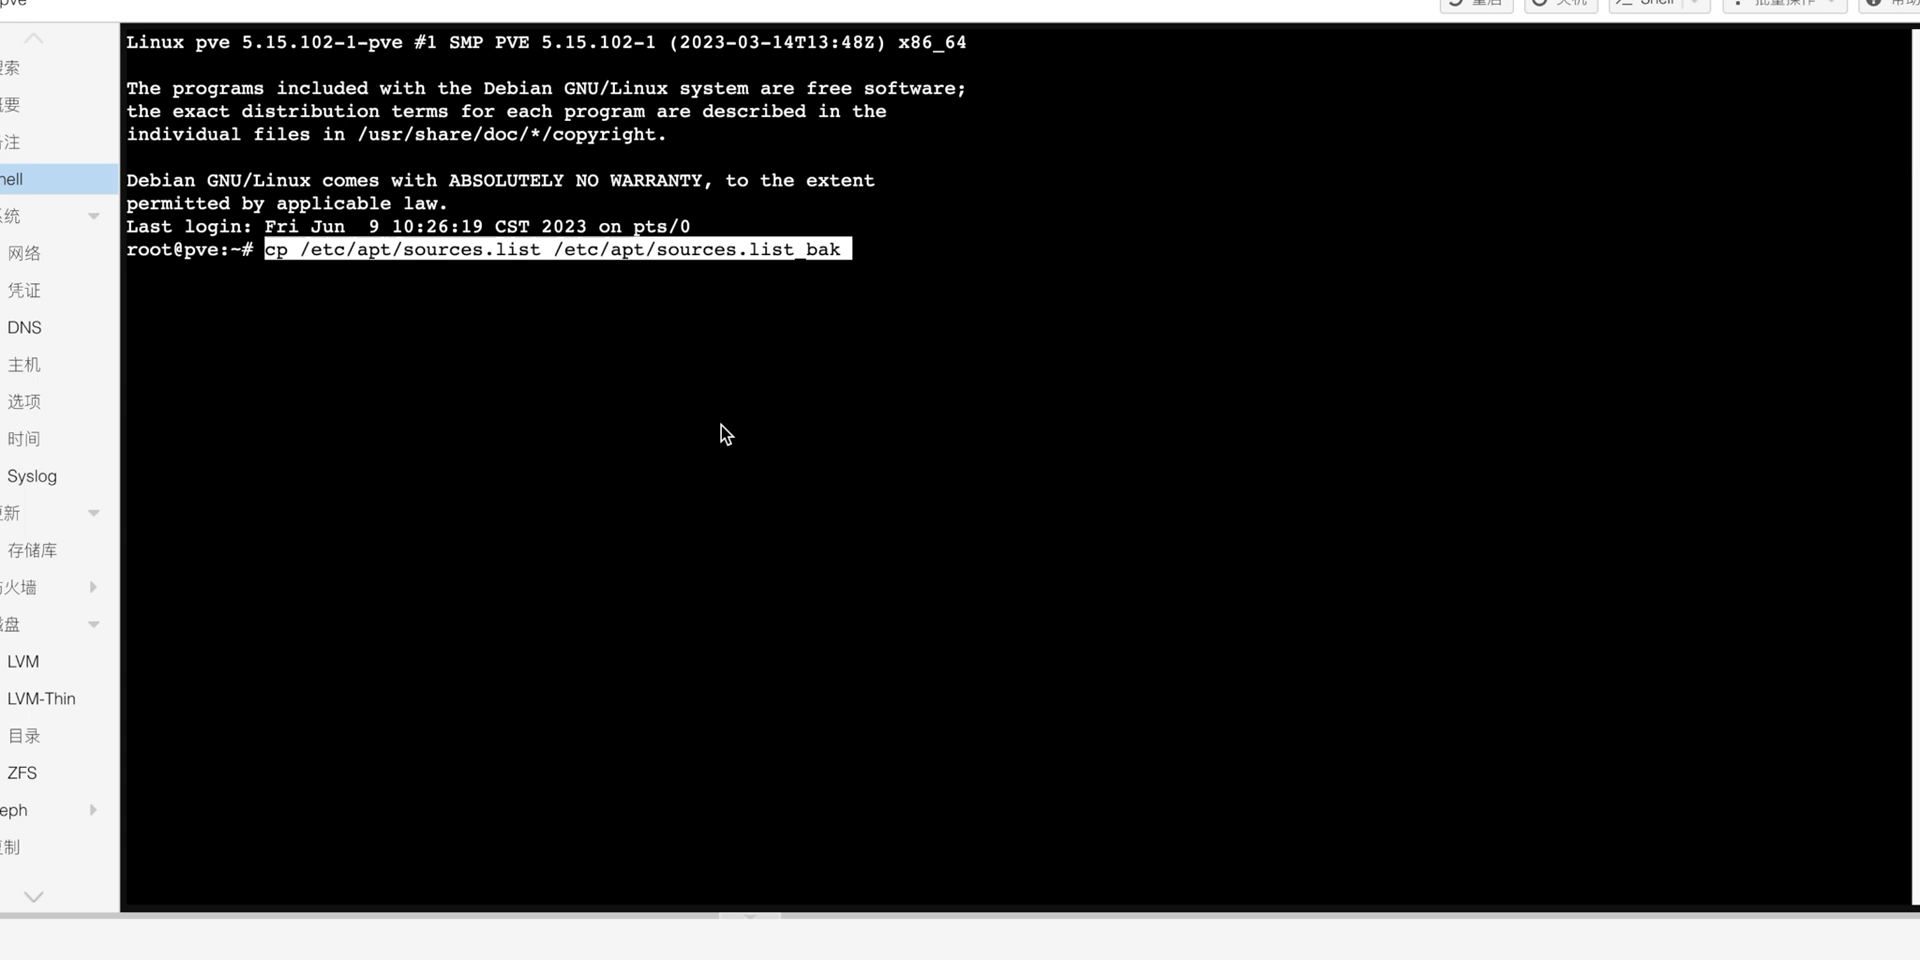 pve
Shell
Linux pve 5.15.102-1-pve #1 SMP PVE 5.15.102-1 (2023-03-14T13:48Z) x86_64
The programs included with the Debian GNU/Linux system are free software;
the exact distribution terms for each program are described in the
individual files in /usr/share/doc/*/copyright.
Debian GNU/Linux comes with ABSOLUTELY NO WARRANTY, to the extent
permitted by applicable law.
Last login: Fri Jun  9 10:26:19 CST 2023 on pts/0
root@pve:~# cp /etc/apt/sources.list /etc/apt/sources.list_bak
索
要
注
hell
统
网络
凭证
DNS
主机
选项
时间
Syslog
新
存储库
火墙
盘
LVM
LVM-Thin
目录
ZFS
eph
制